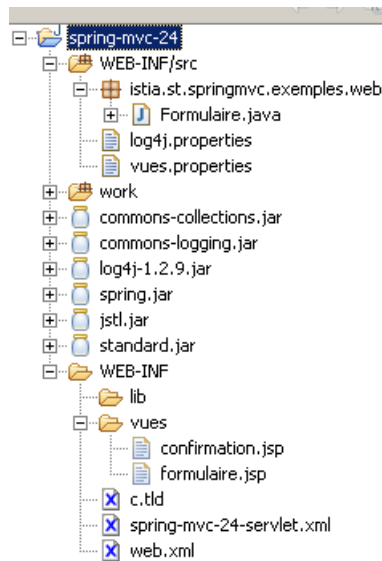 spring-mvc-24
WEB-INF/src
istia.st.springmvc.exemples.web
Formulaire.java
log4j.properties
vues.properties
work
commons-collections.jar
commons-logging.jar
log4j-1.2.9.jar
spring.jar
jstl.jar
standard.jar
WEB-INF
lib
vues
confirmation.jsp
formulaire.jsp
c.tld
spring-mvc-24-servlet.xml
web.xml